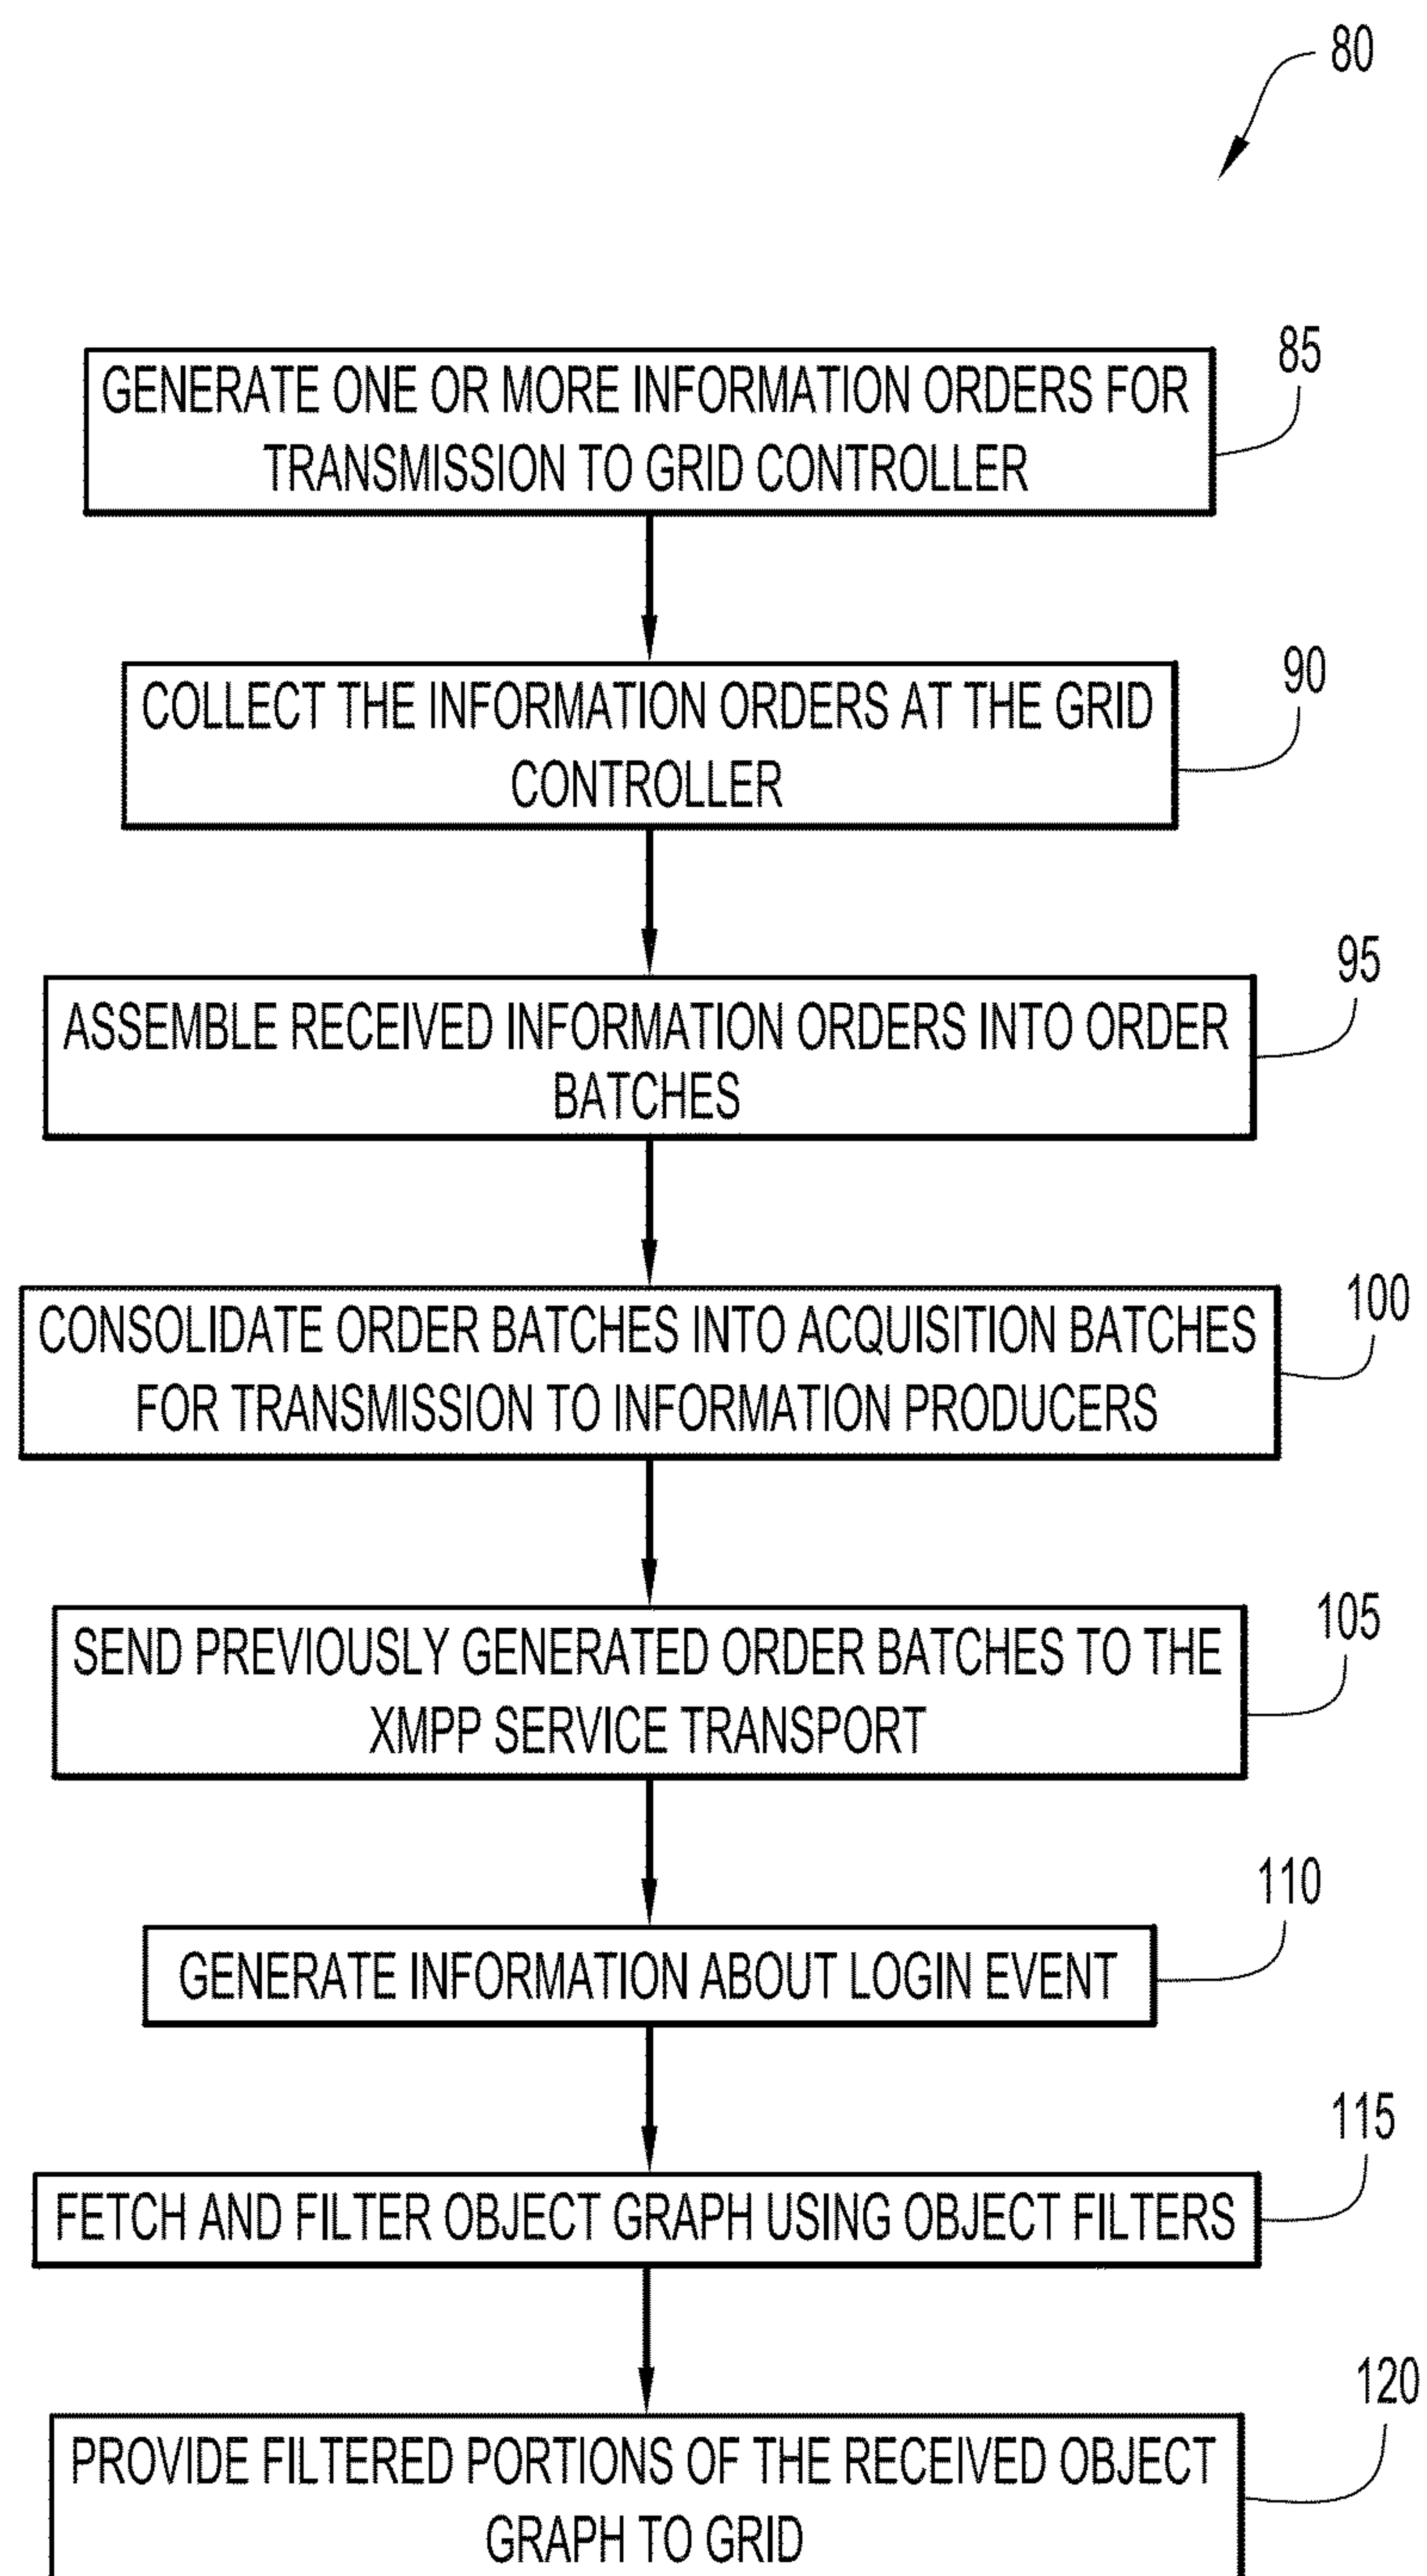 80
85
GENERATE ONE OR MORE INFORMATION ORDERS FOR
TRANSMISSION TO GRID CONTROLLER
90
COLLECT THE INFORMATION ORDERS AT THE GRID
CONTROLLER
95
ASSEMBLE RECEIVED INFORMATION ORDERS INTO ORDER
BATCHES
100
CONSOLIDATE ORDER BATCHES INTO ACQUISITION BATCHES
FOR TRANSMISSION TO INFORMATION PRODUCERS
105
SEND PREVIOUSLY GENERATED ORDER BATCHES TO THE
XMPP SERVICE TRANSPORT
110
GENERATE INFORMATION ABOUT LOGIN EVENT
115
FETCH AND FILTER OBJECT GRAPH USING OBJECT FILTERS
120
PROVIDE FILTERED PORTIONS OF THE RECEIVED OBJECT
GRAPH TO GRID